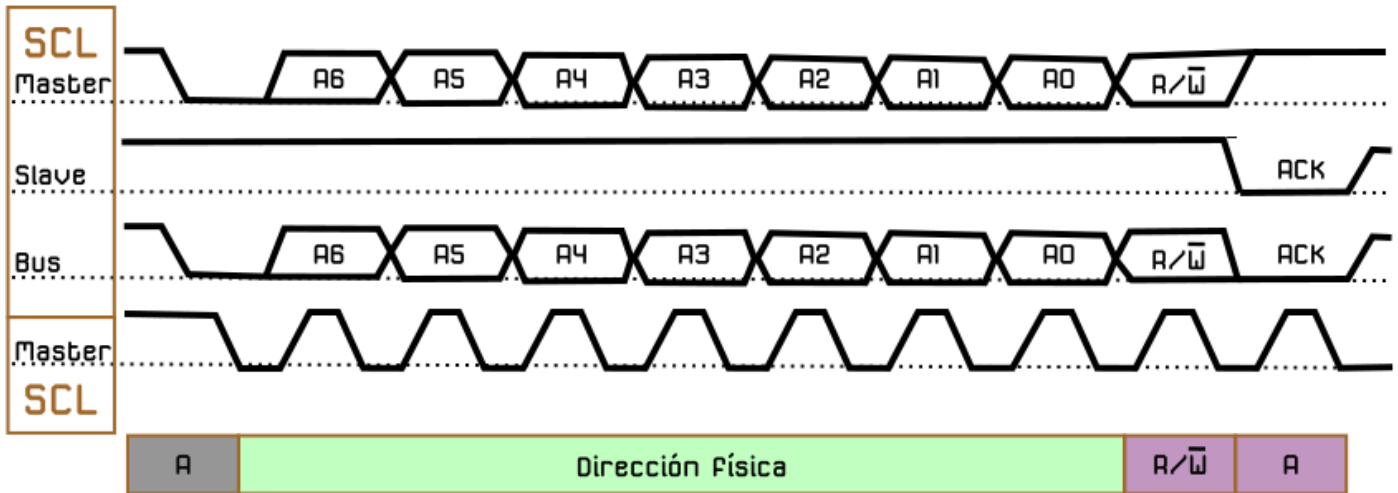 SCL
Master
A6 A5 A4 A3 A2 A1 A0 R/W̅
Slave
ACK
Bus
A6 A5 A4 A3 A2 A1 A0 R/W̅ ACK
Master
SCL
A Dirección física R/W̅ A